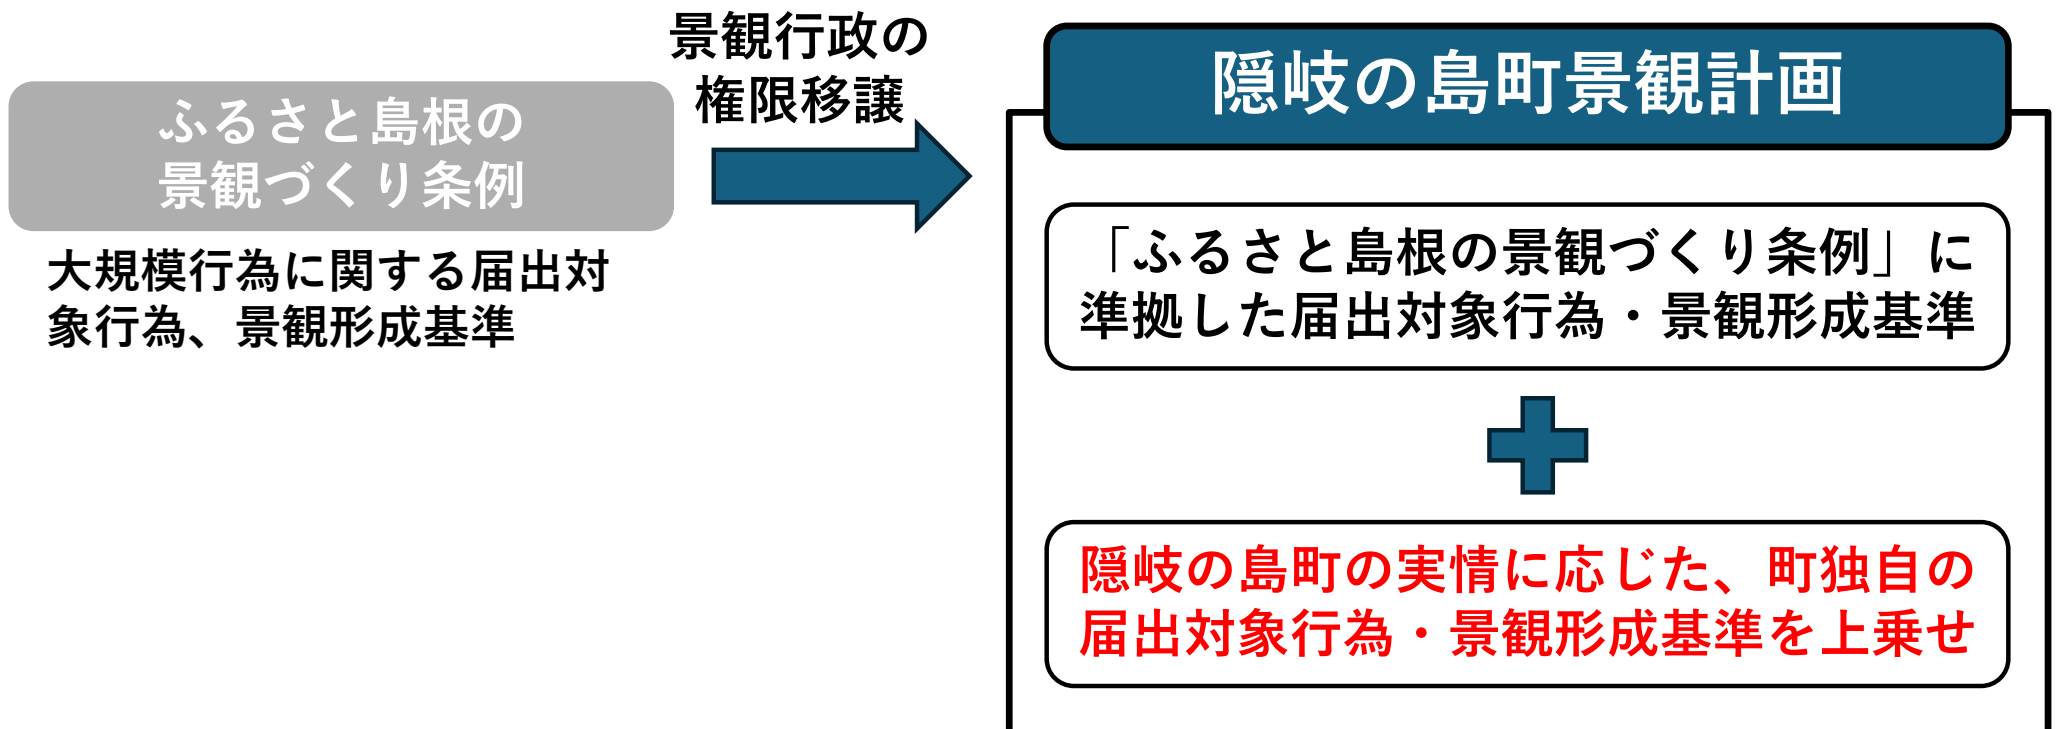 ふるさと島根の
景観づくり条例
大規模行為に関する届出対
象行為、景観形成基準
景観行政の
権限移譲
隠岐の島町景観計画
「ふるさと島根の景観づくり条例」に
準拠した届出対象行為・景観形成基準
隠岐の島町の実情に応じた、町独自の
届出対象行為・景観形成基準を上乗せ